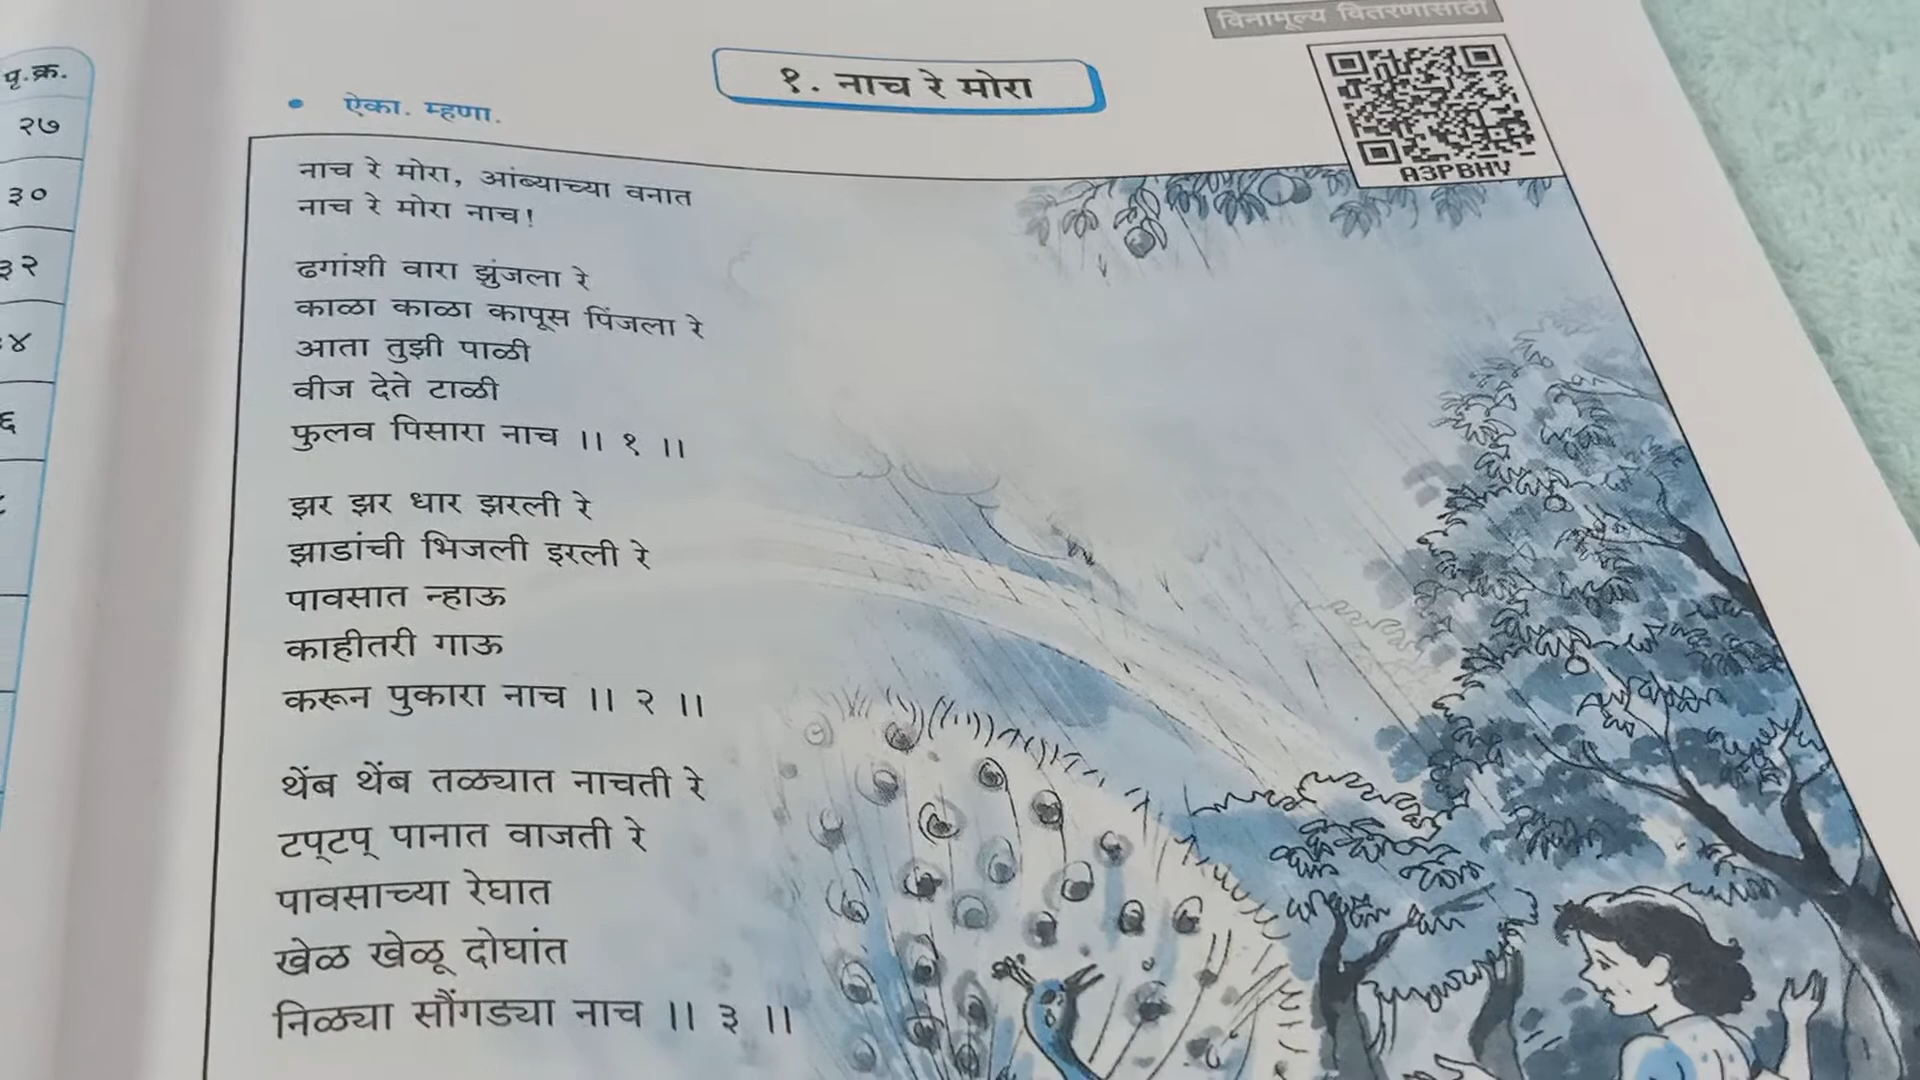 विनामूल्य वितरणासाठी
पृ.क्र.
२७
३०
३२
१. नाच रे मोरा
A3PBHV
• ऐका. म्हणा.
नाच रे मोरा, आंब्याच्या वनात
नाच रे मोरा नाच!
ढगांशी वारा झुंजला रे
काळा काळा कापूस पिंजला रे
आता तुझी पाळी
वीज देते टाळी
फुलव पिसारा नाच ।। १ ।।
झर झर धार झरली रे
झाडांची भिजली इरली रे
पावसात न्हाऊ
काहीतरी गाऊ
करून पुकारा नाच ।। २ ।।
थेंब थेंब तळ्यात नाचती रे
टप्‌टप्‌ पानात वाजती रे
पावसाच्या रेघात
खेळ खेळू दोघांत
निळ्या सौंगड्या नाच ।। ३ ।।